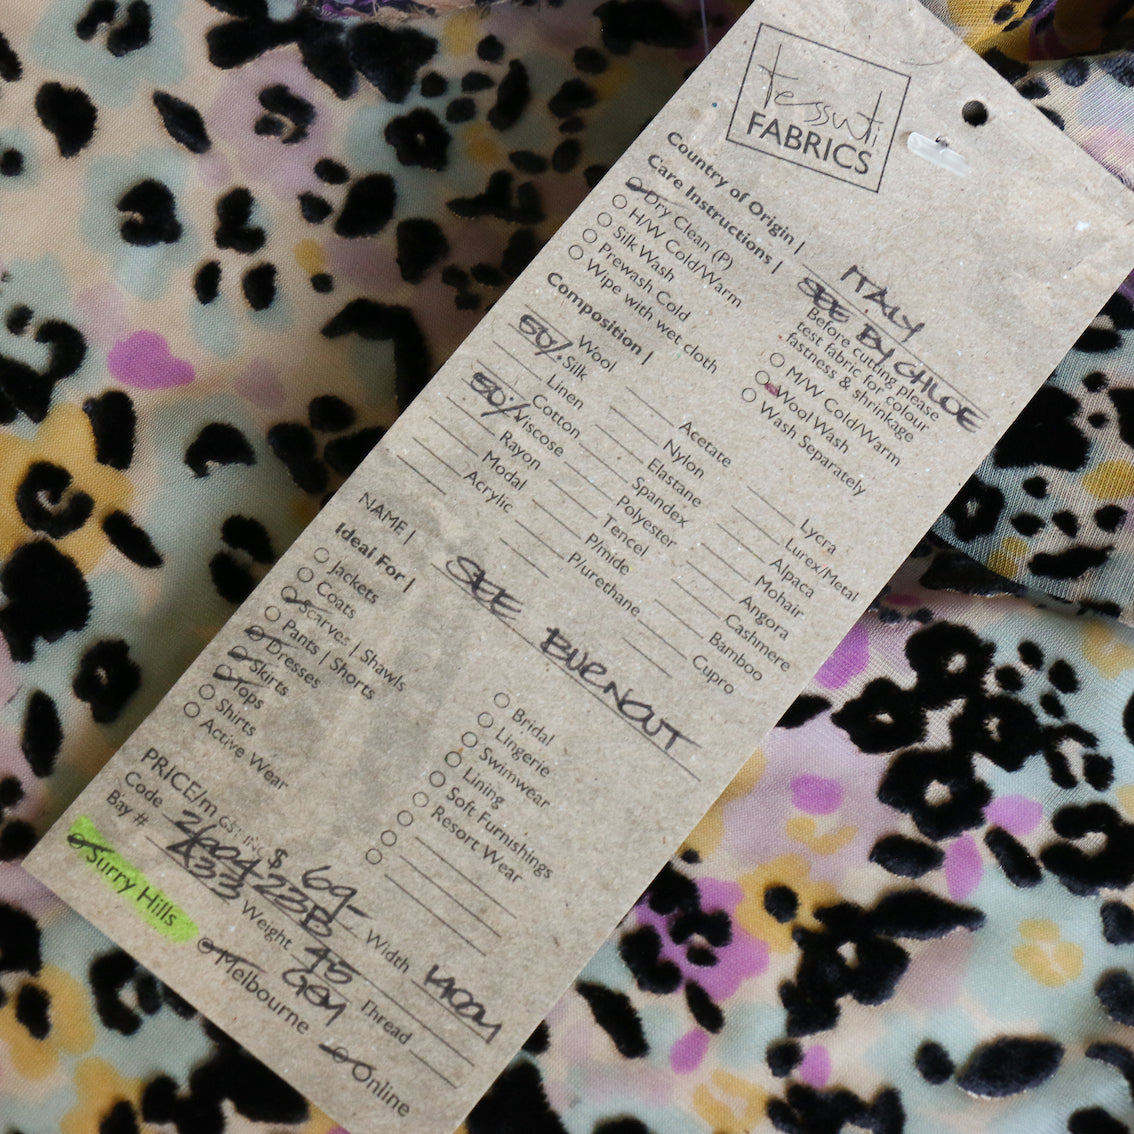 tessuti
FABRICS
Country of Origin | ITALY
Care Instructions | SEE BY CHLOE
Dry Clean (P)
H/W Cold/Warm
Silk Wash
Prewash Cold
Wipe with wet cloth
Before cutting please
test fabric for colour
fastness & shrinkage
M/W Cold/Warm
Wool Wash
Wash Separately
Composition |
Wool
50% Silk
Linen
Cotton
50% Viscose
Rayon
Modal
Acrylic
Acetate
Nylon
Elastane
Spandex
Polyester
Tencel
P/mide
P/urethane
Lycra
Lurex/Metal
Alpaca
Mohair
Angora
Cashmere
Bamboo
Cupro
NAME | SEE BURNOUT
Ideal For |
Jackets
Coats
Scarves | Shawls
Pants | Shorts
Dresses
Skirts
Tops
Shirts
Active Wear
Bridal
Lingerie
Swimwear
Lining
Soft Furnishings
Resort Wear
PRICE/m GST INC $ 69- Width 140cm
Code
Bay # A33 Weight Thread
Surry Hills
Melbourne
Online